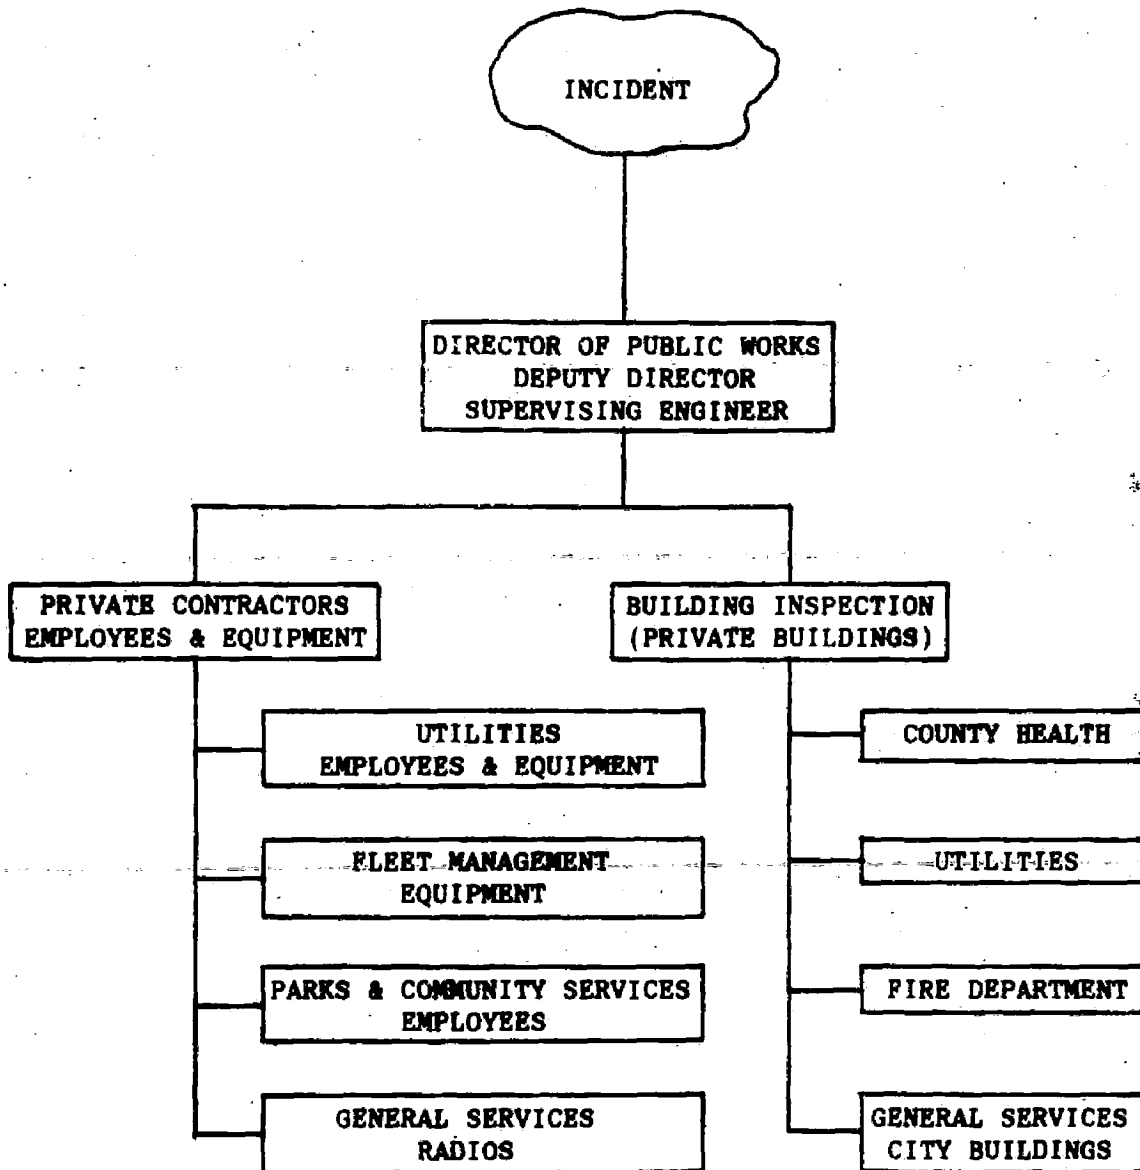 INCIDENT
DIRECTOR OF PUBLIC WORKS
DEPUTY DIRECTOR
SUPERVISING ENGINEER
PRIVATE CONTRACTORS
EMPLOYEES & EQUIPMENT
BUILDING INSPECTION
(PRIVATE BUILDINGS)
UTILITIES
EMPLOYEES & EQUIPMENT
FLEET MANAGEMENT
EQUIPMENT
PARKS & COMMUNITY SERVICES
EMPLOYEES
GENERAL SERVICES
RADIOS
COUNTY HEALTH
UTILITIES
FIRE DEPARTMENT
GENERAL SERVICES
CITY BUILDINGS